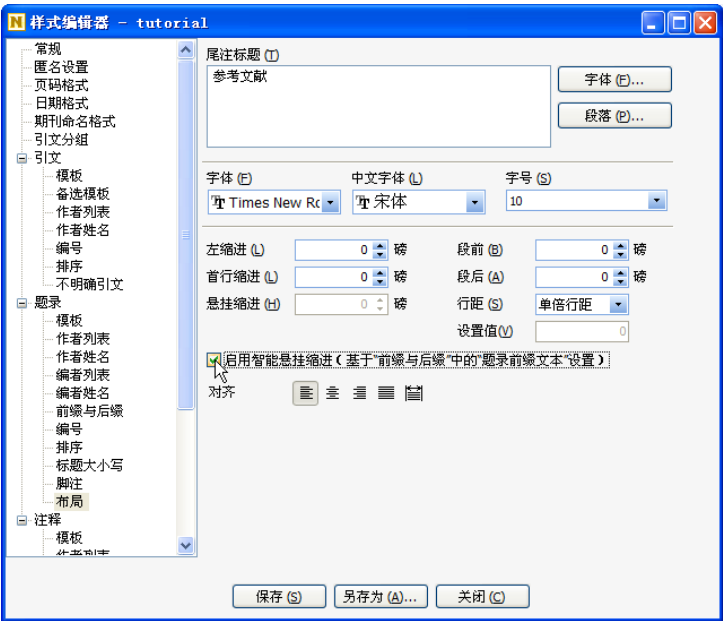 样式编辑器 - tutorial
常规
匿名设置
页码格式
日期格式
期刊命名格式
引文分组
引文
模板
备选模板
作者列表
作者姓名
编号
排序
不明确引文
题录
模板
作者列表
作者姓名
编者列表
编者姓名
前缀与后缀
编号
排序
标题大小写
脚注
布局
注释
模板
作者列表
尾注标题 (T)
参考文献
字体 (F)...
段落 (P)...
字体 (F) 中文字体 (L) 字号 (S)
Times New Ro 宋体 10
左缩进 (L) 0 磅 段前 (B) 0 磅
首行缩进 (I) 0 磅 段后 (A) 0 磅
悬挂缩进 (H) 0 磅 行距 (S) 单倍行距
设置值(V) 0
启用智能悬挂缩进(基于"前缀与后缀"中的"题录前缀文本"设置)
对齐
保存 (S) 另存为 (A)... 关闭 (C)